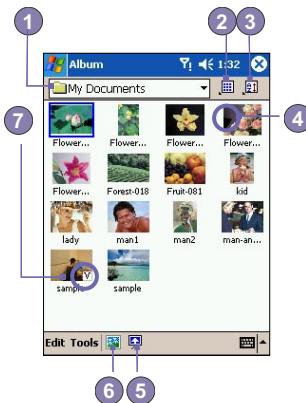 1
2
3
Album 1:32
My Documents
4
7
Flower... Flower... Flower... Flower...
Flower... Forest-018 Fruit-081 kid
lady man1 man2 man-an...
sample sample
V
Edit Tools
6
5